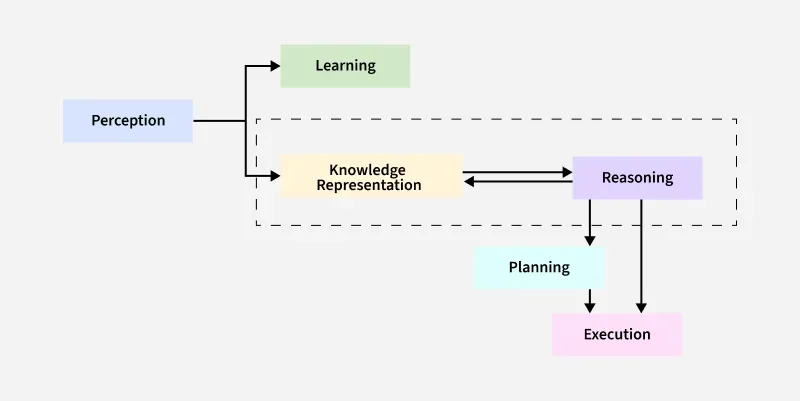 Learning
Perception
Knowledge
Representation
Reasoning
Planning
Execution